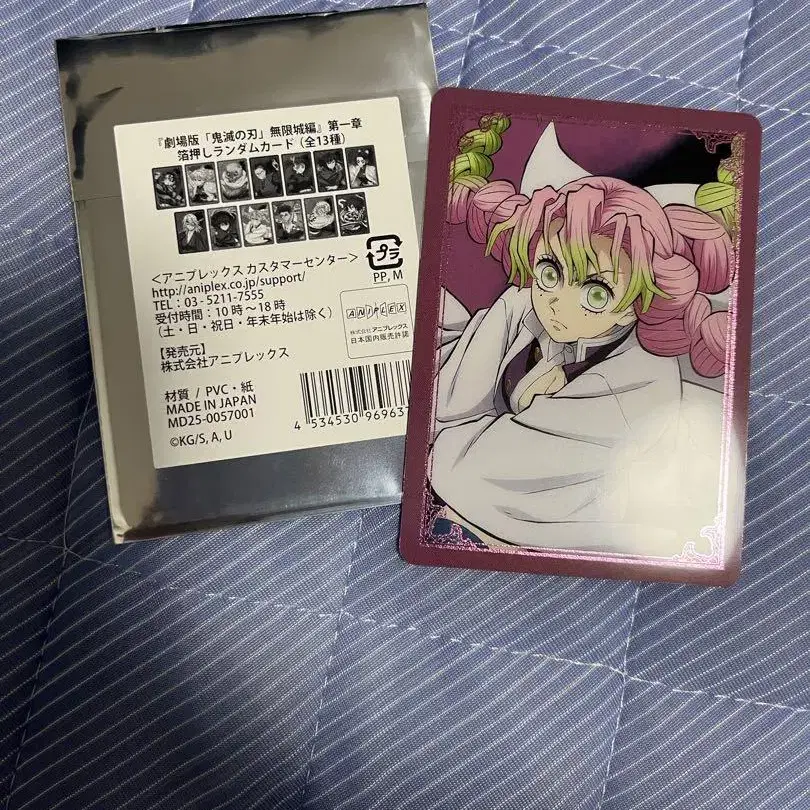 『劇場版「鬼滅の刃」無限城編』第一章
箔押しランダムカード（全13種）
プラ
PP, M
＜アニプレックス カスタマーセンター＞
http://aniplex.co.jp/support/
TEL：03‐5211‐7555
受付時間：10時～18時
（土・日・祝日・年末年始は除く）
【発売元】
株式会社アニプレックス
ANIPLEX
株式会社アニプレックス
日本国内販売許諾
材質 / PVC・紙
MADE IN JAPAN
MD25-0057001
©KG/S, A, U
4 534530 96963